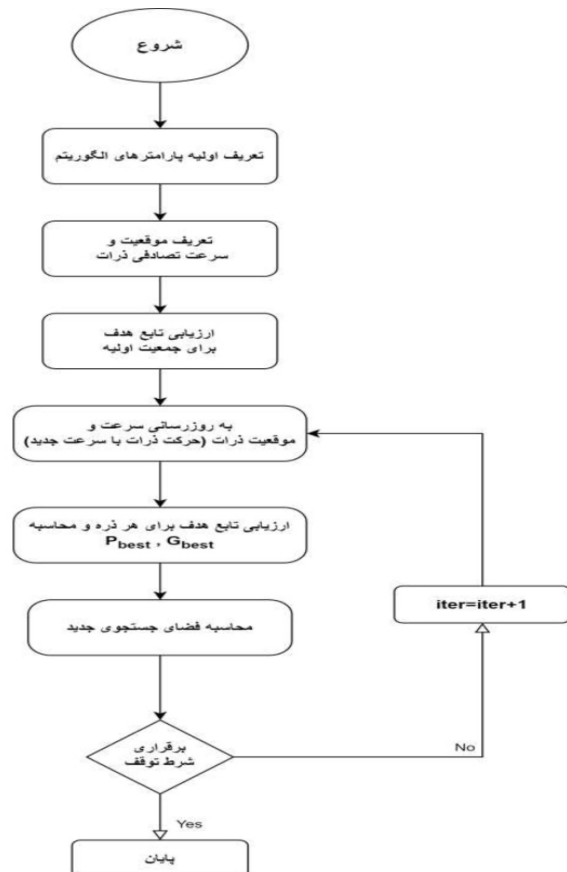 شروع
تعریف اولیه پارامترهای الگوریتم
تعریف موقعیت و
سرعت تصادفی ذرات
ارزیابی تابع هدف
برای جمعیت اولیه
به روزرسانی سرعت و
موقعیت ذرات (حرکت ذرات با سرعت جدید)
ارزیابی تابع هدف برای هر ذره و محاسبه
P_best , G_best
iter=iter+1
محاسبه فضای جستجوی جدید
برقراری
شرط توقف
No
Yes
پایان